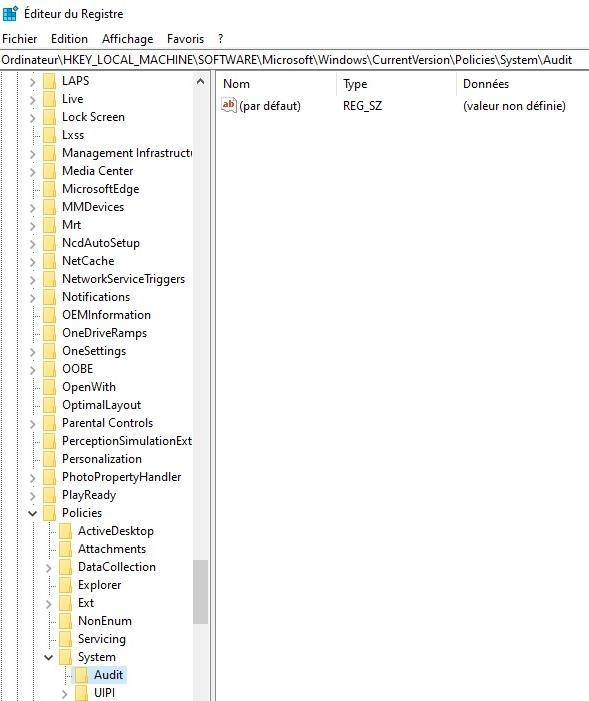 Éditeur du Registre
Fichier Edition Affichage Favoris ?
Ordinateur\HKEY_LOCAL_MACHINE\SOFTWARE\Microsoft\Windows\CurrentVersion\Policies\System\Audit
Nom Type Données
ab (par défaut) REG_SZ (valeur non définie)
LAPS
Live
Lock Screen
Lxss
Management Infrastructu
Media Center
MicrosoftEdge
MMDevices
Mrt
NcdAutoSetup
NetCache
NetworkServiceTriggers
Notifications
OEMInformation
OneDriveRamps
OneSettings
OOBE
OpenWith
OptimalLayout
Parental Controls
PerceptionSimulationExt
Personalization
PhotoPropertyHandler
PlayReady
Policies
ActiveDesktop
Attachments
DataCollection
Explorer
Ext
NonEnum
Servicing
System
Audit
UIPI